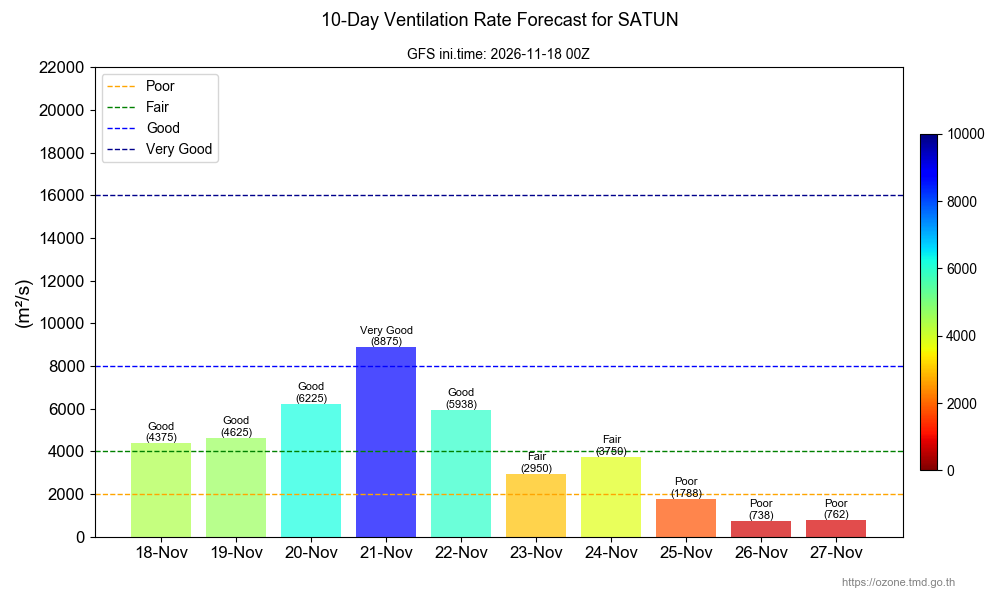 10-Day Ventilation Rate Forecast for SATUN
GFS ini.time: 2026-11-18 00Z
22000
20000
18000
16000
14000
12000
10000
8000
6000
4000
2000
0
(m²/s)
Poor
Fair
Good
Very Good
Good
(4375)
Good
(4625)
Good
(6225)
Very Good
(8875)
Good
(5938)
Fair
(2950)
Fair
(3750)
Poor
(1788)
Poor
(738)
Poor
(762)
18-Nov
19-Nov
20-Nov
21-Nov
22-Nov
23-Nov
24-Nov
25-Nov
26-Nov
27-Nov
10000
8000
6000
4000
2000
0
https://ozone.tmd.go.th